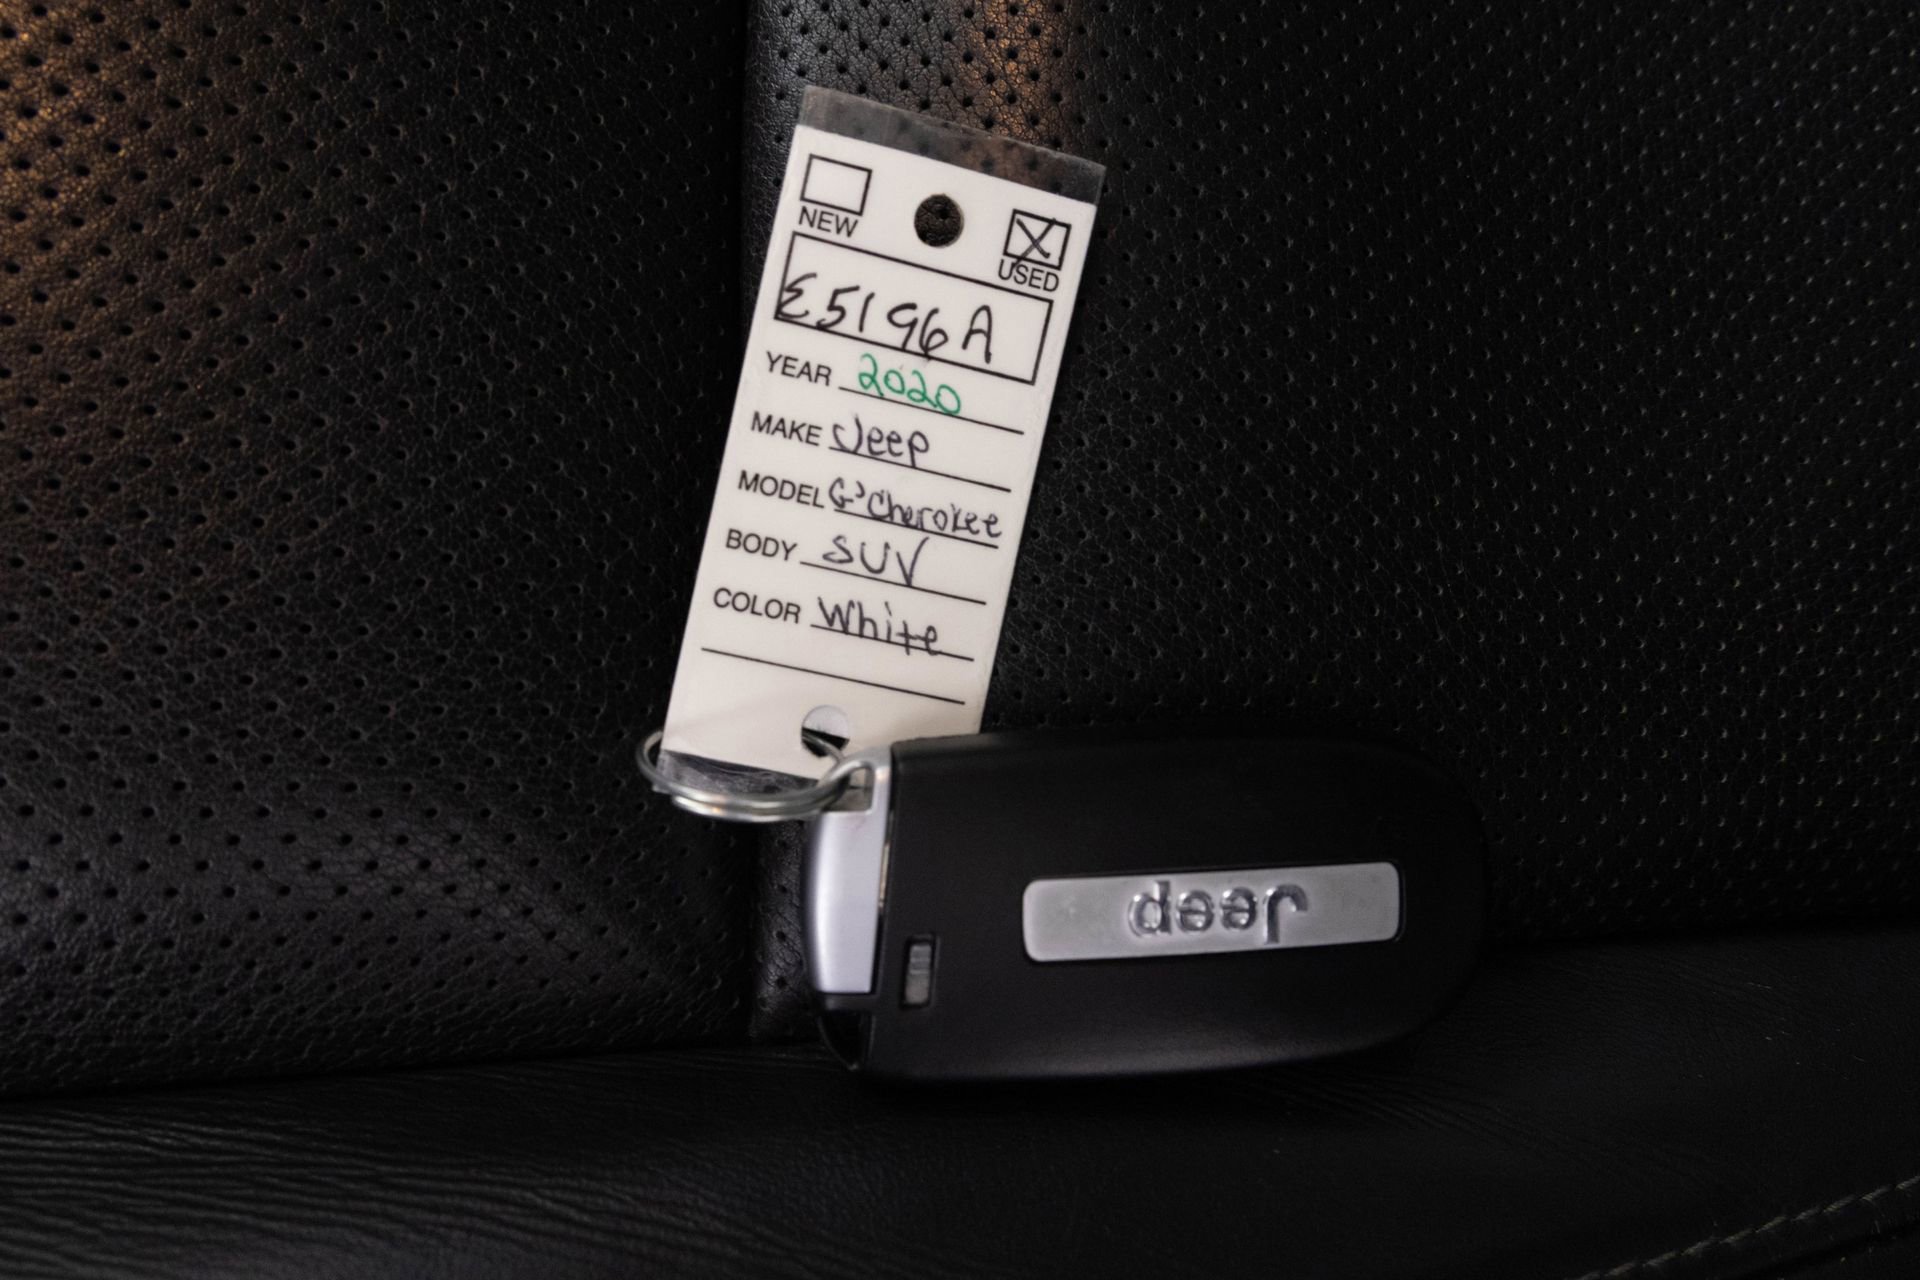 NEW
USED
E5196A
YEAR 2020
MAKE Jeep
MODEL G'Cherokee
BODY SUV
COLOR White
Jeep